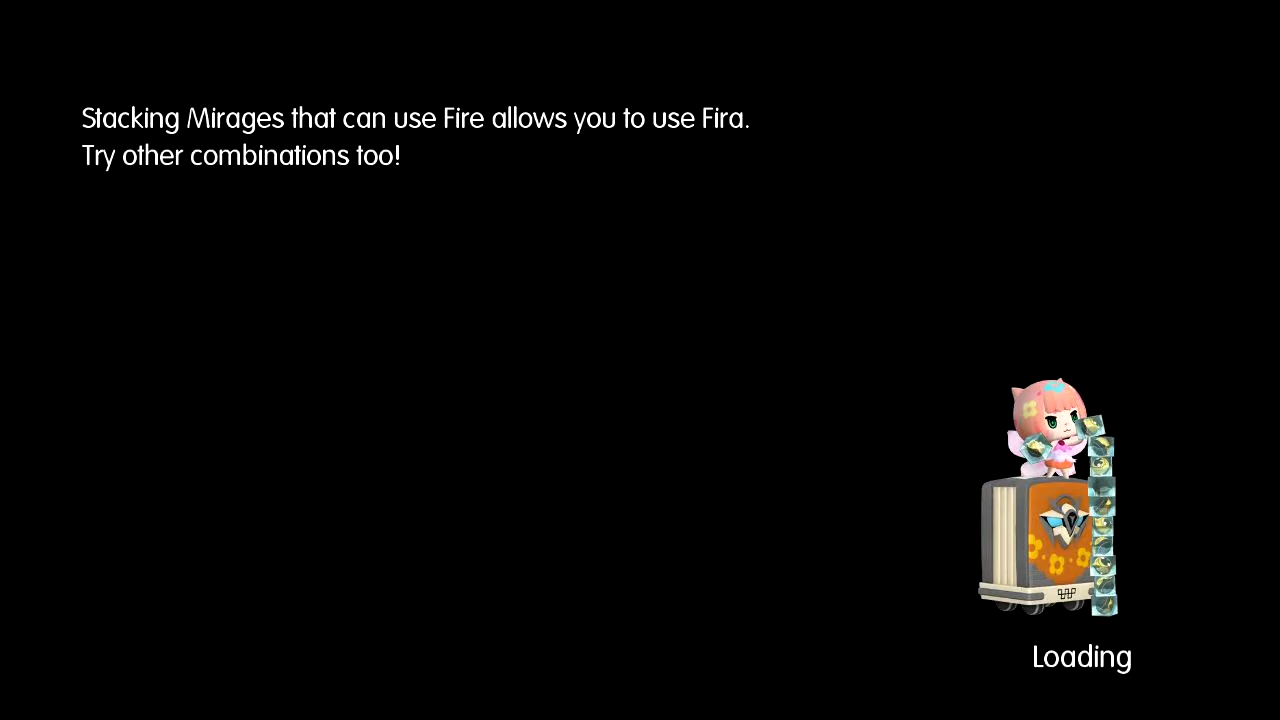 Stacking Mirages that can use Fire allows you to use Fira.
Try other combinations too!
Loading